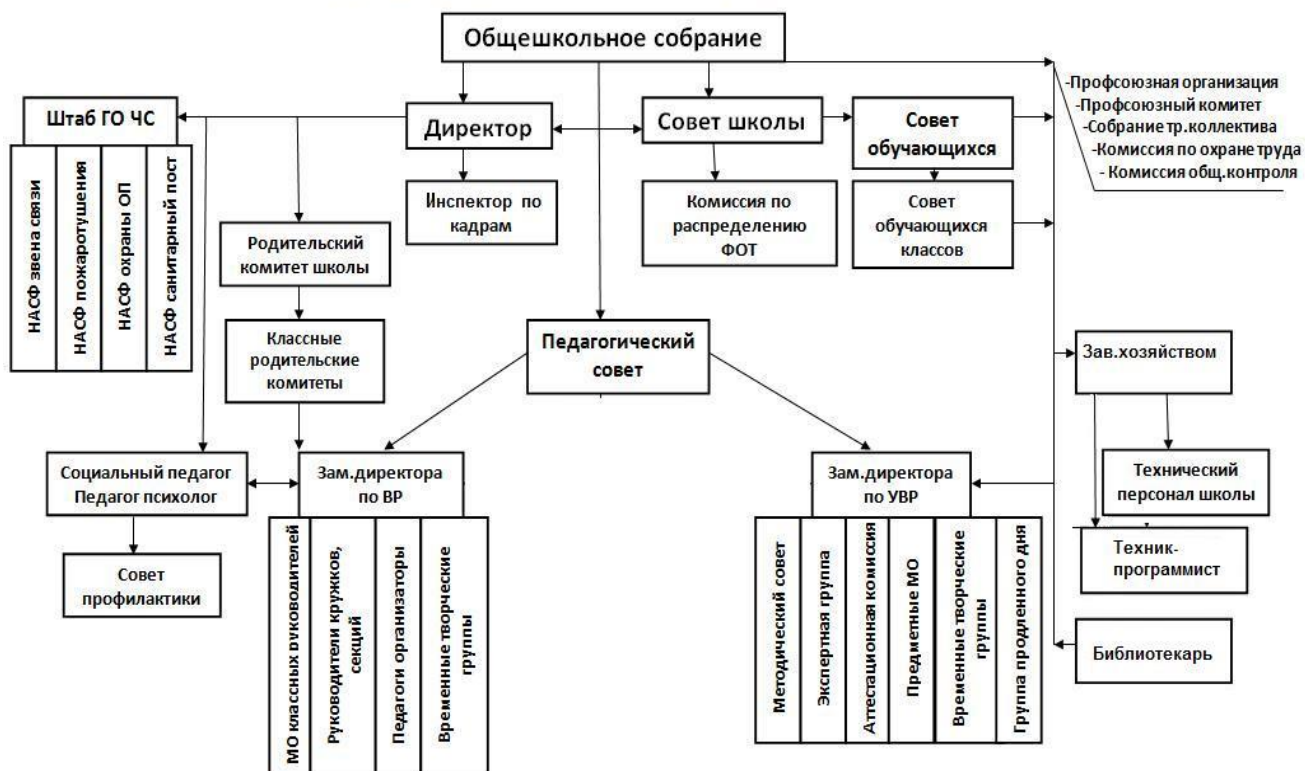 Общешкольное собрание
Штаб ГО ЧС
НАСФ звена связи
НАСФ пожаротушения
НАСФ охраны ОП
НАСФ санитарный пост
Директор
Совет школы
Совет
обучающихся
-Профсоюзная организация
-Профсоюзный комитет
-Собрание тр.коллектива
-Комиссия по охране труда
- Комиссия общ.контроля
Инспектор по
кадрам
Комиссия по
распределению
ФОТ
Совет
обучающихся
классов
Родительский
комитет школы
Классные
родительские
комитеты
Педагогический
совет
Зав.хозяйством
Социальный педагог
Педагог психолог
Зам.директора
по ВР
Зам.директора
по УВР
Технический
персонал школы
Совет
профилактики
МО классных руководителей
Руководители кружков,
секций
Педагоги организаторы
Временные творческие
группы
Методический совет
Экспертная группа
Аттестационная комиссия
Предметные МО
Временные творческие
группы
Группа продленного дня
Техник-
программист
Библиотекарь